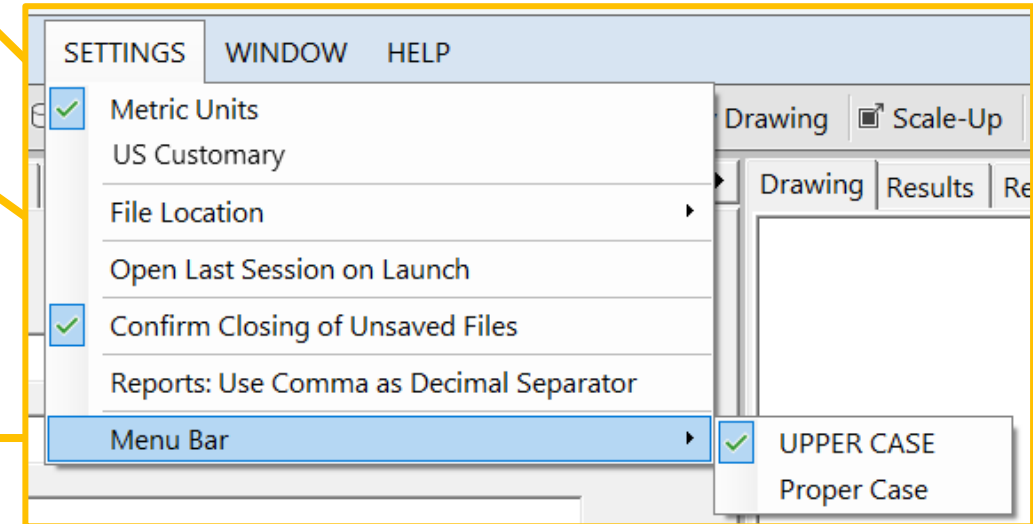 SETTINGS WINDOW HELP
Metric Units
Drawing Scale-Up
US Customary
Drawing Results Re
File Location
Open Last Session on Launch
Confirm Closing of Unsaved Files
Reports: Use Comma as Decimal Separator
Menu Bar
UPPER CASE
Proper Case